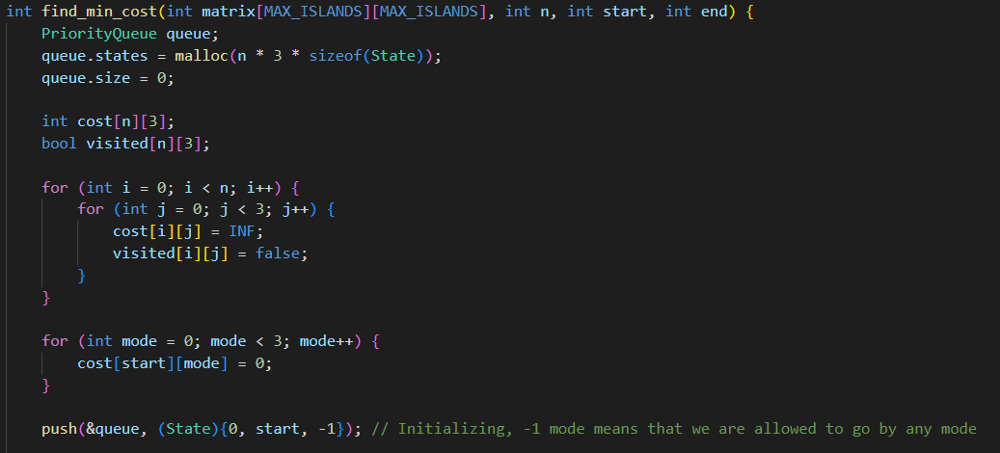 int find_min_cost(int matrix[MAX_ISLANDS][MAX_ISLANDS], int n, int start, int end) {
    PriorityQueue queue;
    queue.states = malloc(n * 3 * sizeof(State));
    queue.size = 0;

    int cost[n][3];
    bool visited[n][3];

    for (int i = 0; i < n; i++) {
        for (int j = 0; j < 3; j++) {
            cost[i][j] = INF;
            visited[i][j] = false;
        }
    }

    for (int mode = 0; mode < 3; mode++) {
        cost[start][mode] = 0;
    }

    push(&queue, (State){0, start, -1}); // Initializing, -1 mode means that we are allowed to go by any mode